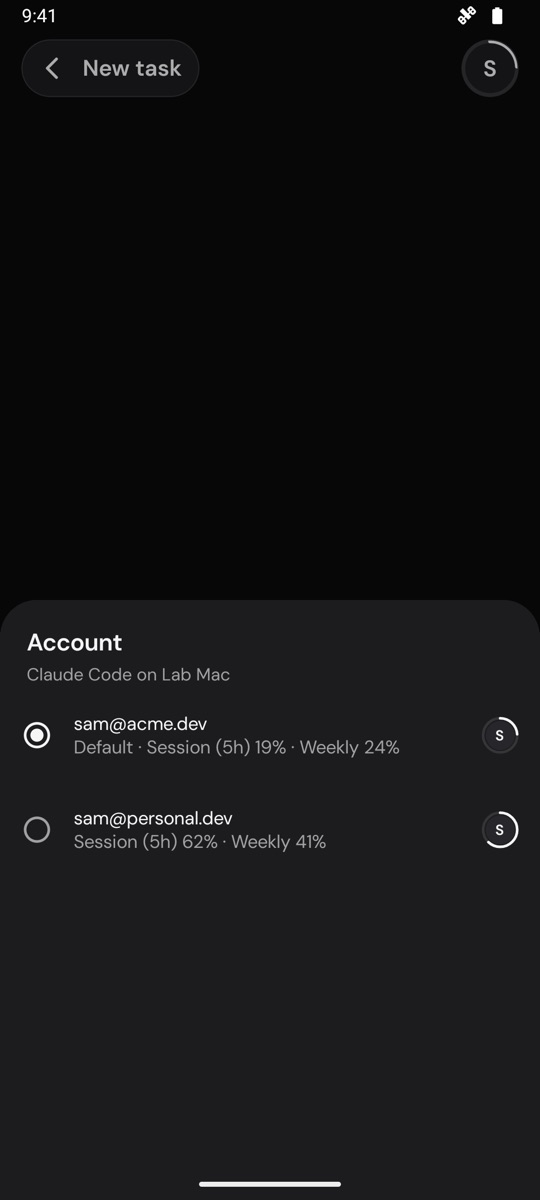 9:41
New task
S
Account
Claude Code on Lab Mac
sam@acme.dev
Default · Session (5h) 19% · Weekly 24%
S
sam@personal.dev
Session (5h) 62% · Weekly 41%
S